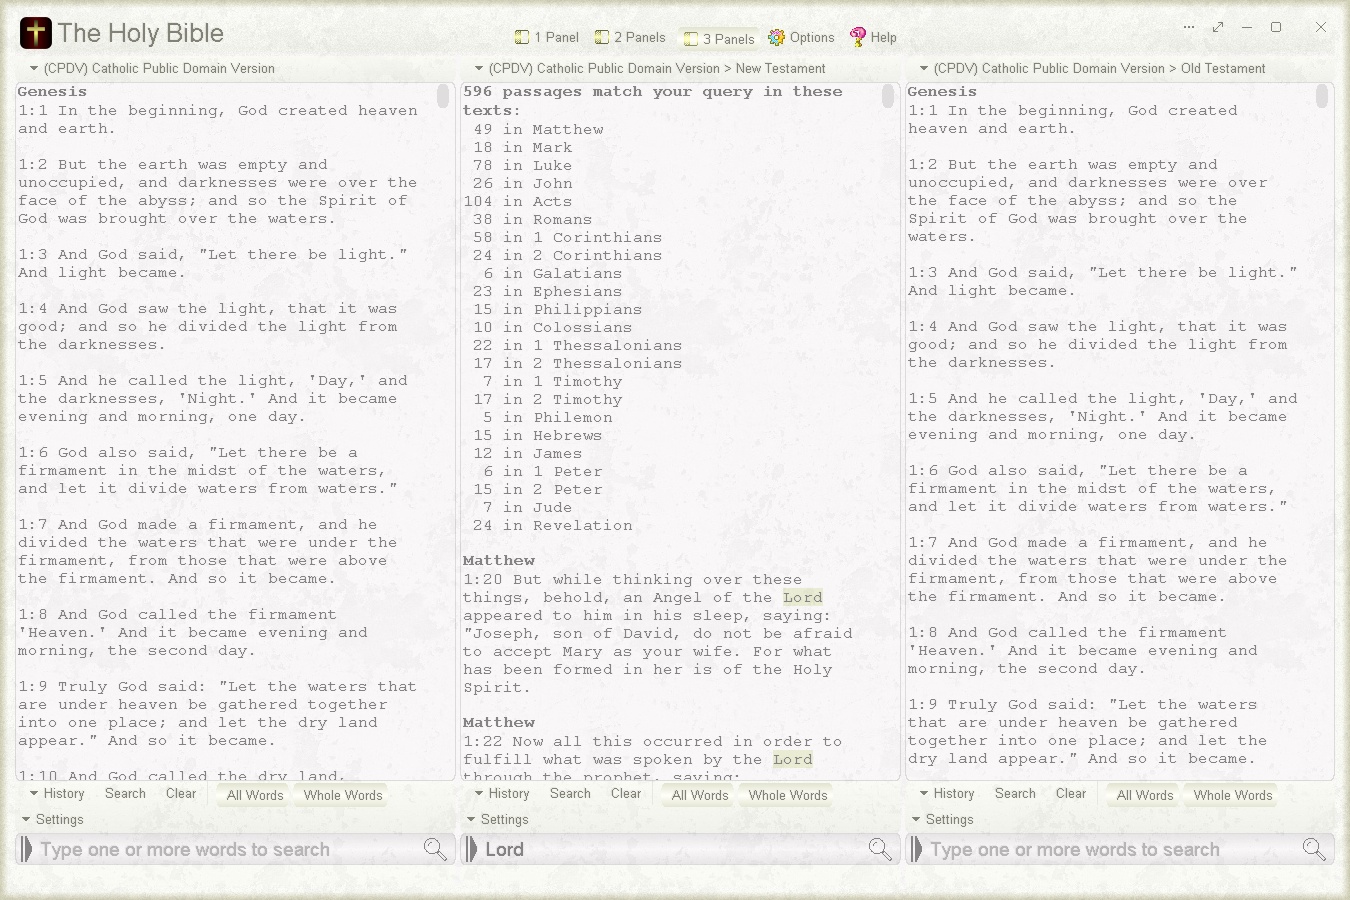 The Holy Bible
1 Panel
2 Panels
3 Panels
Options
Help
(CPDV) Catholic Public Domain Version
Genesis
1:1 In the beginning, God created heaven
and earth.
1:2 But the earth was empty and
unoccupied, and darknesses were over the
face of the abyss; and so the Spirit of
God was brought over the waters.
1:3 And God said, "Let there be light."
And light became.
1:4 And God saw the light, that it was
good; and so he divided the light from
the darknesses.
1:5 And he called the light, 'Day,' and
the darknesses, 'Night.' And it became
evening and morning, one day.
1:6 God also said, "Let there be a
firmament in the midst of the waters,
and let it divide waters from waters."
1:7 And God made a firmament, and he
divided the waters that were under the
firmament, from those that were above
the firmament. And so it became.
1:8 And God called the firmament
'Heaven.' And it became evening and
morning, the second day.
1:9 Truly God said: "Let the waters that
are under heaven be gathered together
into one place; and let the dry land
appear." And so it became.
1:10 And God called the dry land,
History
Search
Clear
All Words
Whole Words
Settings
Type one or more words to search
(CPDV) Catholic Public Domain Version > New Testament
596 passages match your query in these
texts:
49 in Matthew
18 in Mark
78 in Luke
26 in John
104 in Acts
38 in Romans
58 in 1 Corinthians
24 in 2 Corinthians
6 in Galatians
23 in Ephesians
15 in Philippians
10 in Colossians
22 in 1 Thessalonians
17 in 2 Thessalonians
7 in 1 Timothy
17 in 2 Timothy
5 in Philemon
15 in Hebrews
12 in James
6 in 1 Peter
15 in 2 Peter
7 in Jude
24 in Revelation
Matthew
1:20 But while thinking over these
things, behold, an Angel of the Lord
appeared to him in his sleep, saying:
"Joseph, son of David, do not be afraid
to accept Mary as your wife. For what
has been formed in her is of the Holy
Spirit.
Matthew
1:22 Now all this occurred in order to
fulfill what was spoken by the Lord
through the prophet, saying:
History
Search
Clear
All Words
Whole Words
Settings
Lord
(CPDV) Catholic Public Domain Version > Old Testament
Genesis
1:1 In the beginning, God created
heaven and earth.
1:2 But the earth was empty and
unoccupied, and darknesses were over
the face of the abyss; and so the
Spirit of God was brought over the
waters.
1:3 And God said, "Let there be light."
And light became.
1:4 And God saw the light, that it was
good; and so he divided the light from
the darknesses.
1:5 And he called the light, 'Day,' and
the darknesses, 'Night.' And it became
evening and morning, one day.
1:6 God also said, "Let there be a
firmament in the midst of the waters,
and let it divide waters from waters."
1:7 And God made a firmament, and he
divided the waters that were under the
firmament, from those that were above
the firmament. And so it became.
1:8 And God called the firmament
'Heaven.' And it became evening and
morning, the second day.
1:9 Truly God said: "Let the waters
that are under heaven be gathered
together into one place; and let the
dry land appear." And so it became.
History
Search
Clear
All Words
Whole Words
Settings
Type one or more words to search